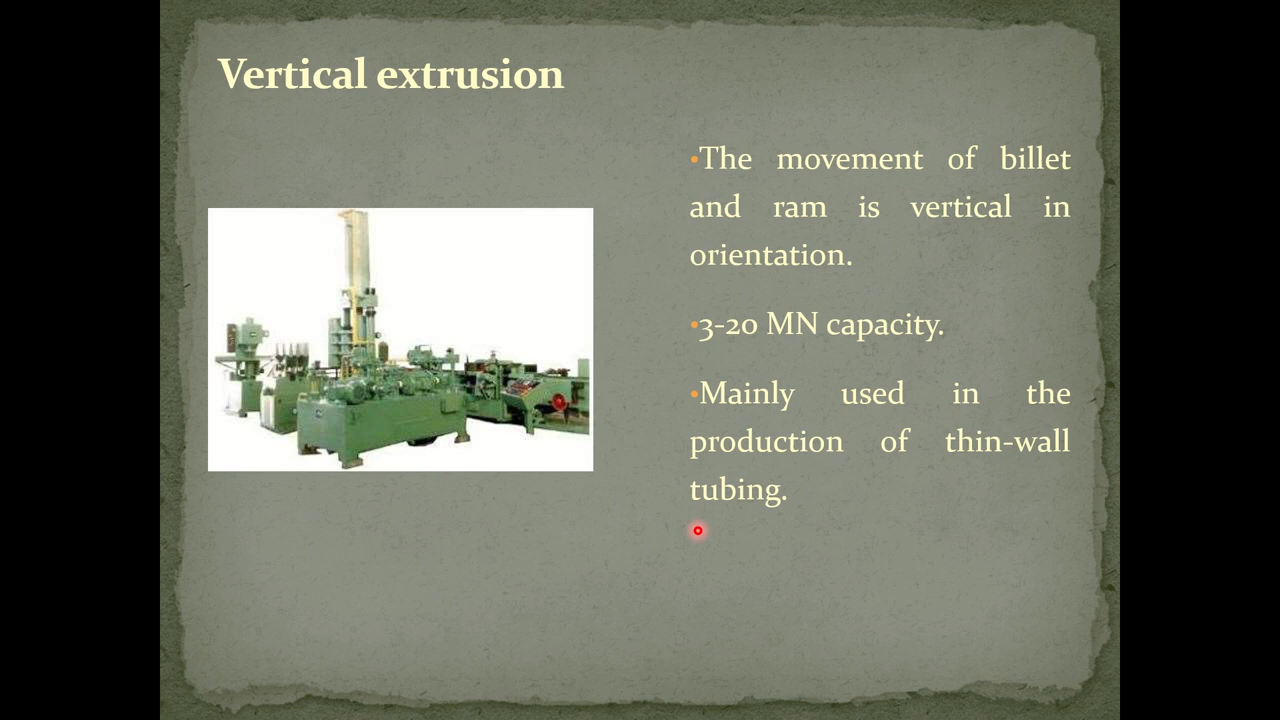 Vertical extrusion
•The movement of billet
and ram is vertical in
orientation.
•3-20 MN capacity.
•Mainly used in the
production of thin-wall
tubing.